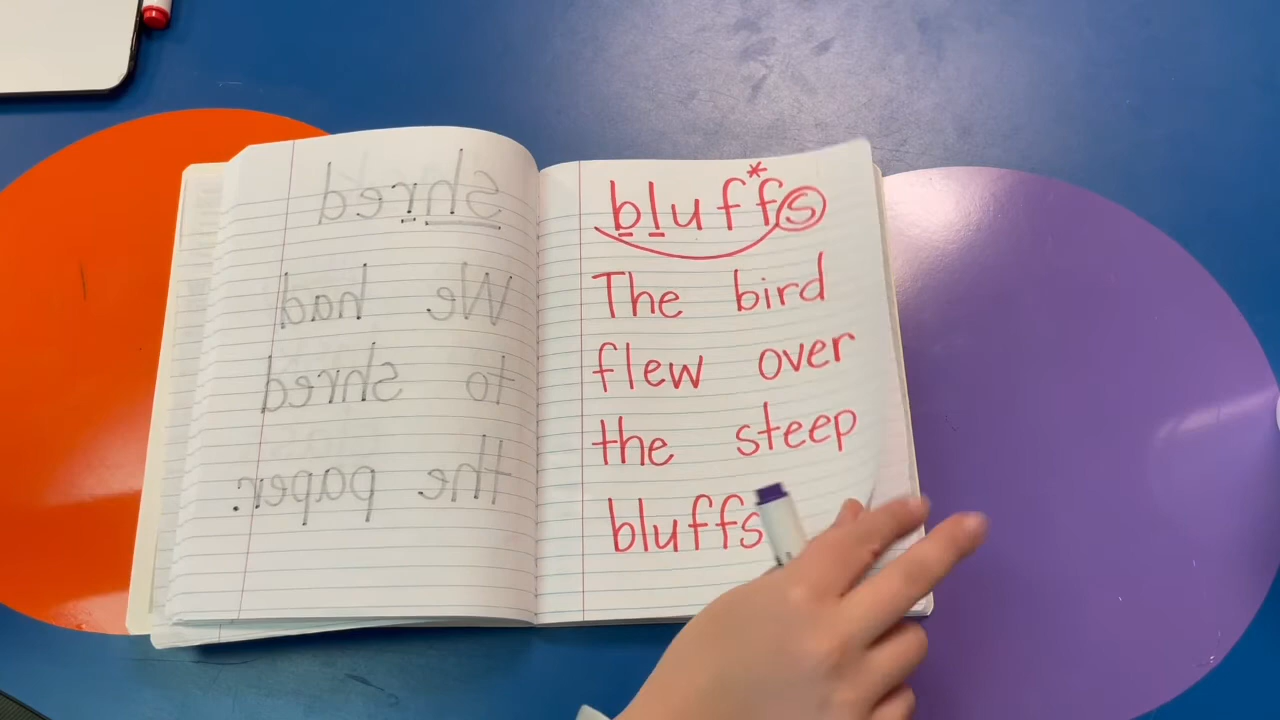 shred
We had
to shred
the paper.
bluffs*
The bird
flew over
the steep
bluffs